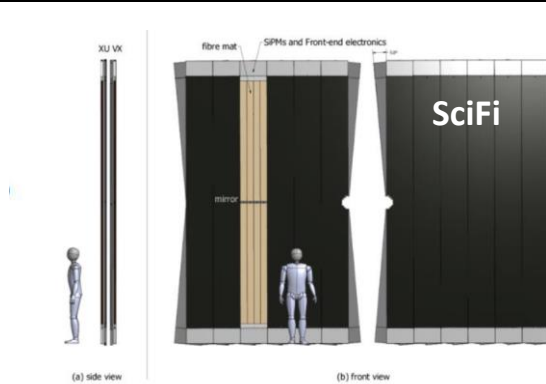 XU VX
fibre mat
SiPMs and Front-end electronics
SciFi
mirror
(a) side view
(b) front view